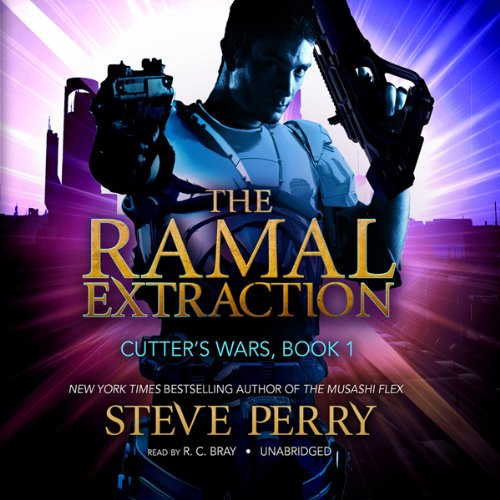 THE
RAMAL
EXTRACTION
CUTTER'S WARS, BOOK 1
NEW YORK TIMES BESTSELLING AUTHOR OF THE MUSASHI FLEX
STEVE PERRY
READ BY R. C. BRAY • UNABRIDGED